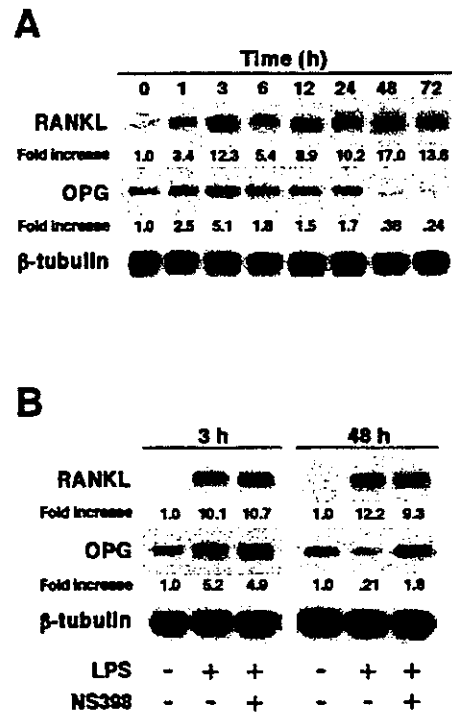 A
Time (h)
0 1 3 6 12 24 48 72
RANKL
Fold increase 1.0 3.4 12.3 5.4 8.9 10.2 17.0 13.6
OPG
Fold increase 1.0 2.5 5.1 1.8 1.5 1.7 .36 .24
β-tubulin
B
3 h 48 h
RANKL
Fold increase 1.0 10.1 10.7 1.0 12.2 9.3
OPG
Fold increase 1.0 5.2 4.9 1.0 .21 1.8
β-tubulin
LPS - + + - + +
NS398 - - + - - +